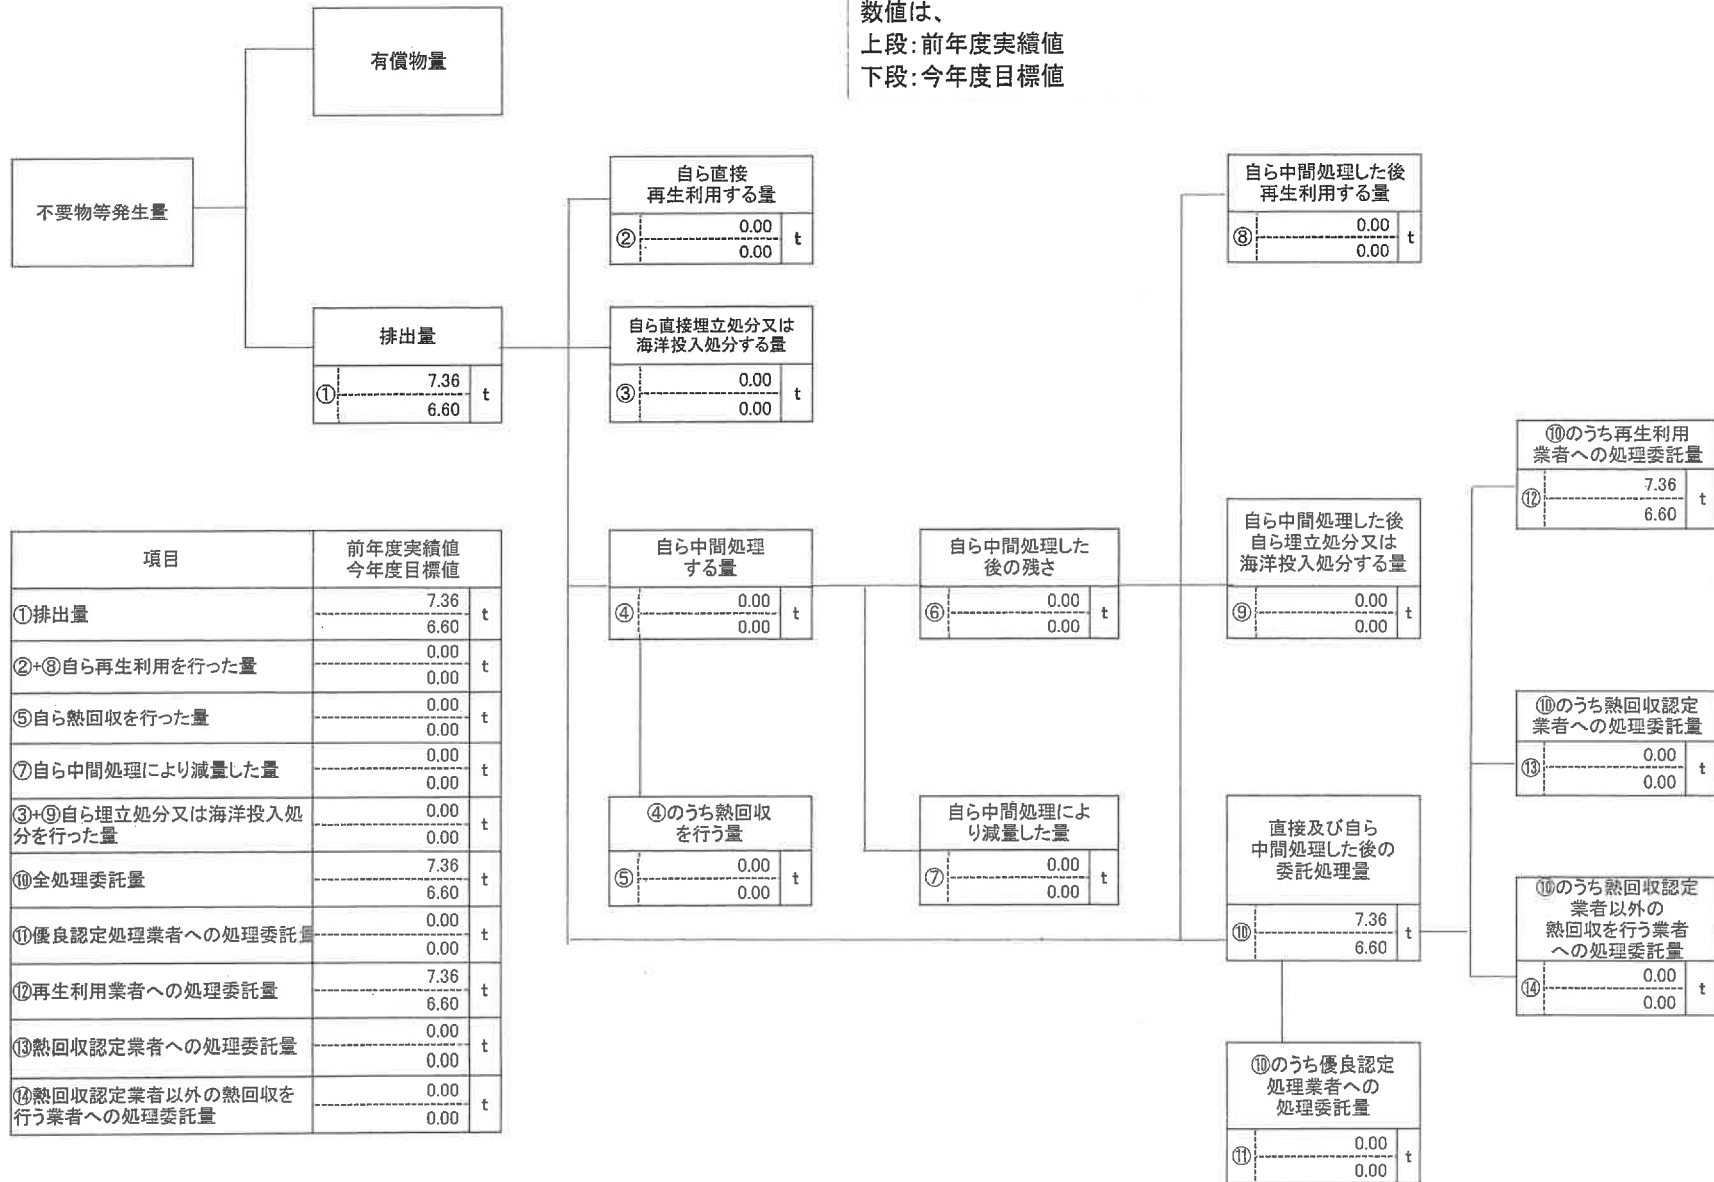 数値は、
上段:前年度実績値
下段:今年度目標値
有償物量
不要物等発生量
排出量
① 7.36 t
6.60
自ら直接
再生利用する量
② 0.00 t
0.00
自ら直接埋立処分又は
海洋投入処分する量
③ 0.00 t
0.00
自ら中間処理
する量
④ 0.00 t
0.00
④のうち熱回収
を行う量
⑤ 0.00 t
0.00
自ら中間処理した
後の残さ
⑥ 0.00 t
0.00
自ら中間処理によ
り減量した量
⑦ 0.00 t
0.00
自ら中間処理した後
再生利用する量
⑧ 0.00 t
0.00
自ら中間処理した後
自ら埋立処分又は
海洋投入処分する量
⑨ 0.00 t
0.00
直接及び自ら
中間処理した後の
委託処理量
⑩ 7.36 t
6.60
⑩のうち優良認定
処理業者への
処理委託量
⑪ 0.00 t
0.00
⑩のうち再生利用
業者への処理委託量
⑫ 7.36 t
6.60
⑩のうち熱回収認定
業者への処理委託量
⑬ 0.00 t
0.00
⑩のうち熱回収認定
業者以外の
熱回収を行う業者
への処理委託量
⑭ 0.00 t
0.00
項目 前年度実績値
今年度目標値
①排出量 7.36 t
6.60
②+⑧自ら再生利用を行った量 0.00 t
0.00
⑤自ら熱回収を行った量 0.00 t
0.00
⑦自ら中間処理により減量した量 0.00 t
0.00
③+⑨自ら埋立処分又は海洋投入処 0.00 t
分を行った量 0.00
⑩全処理委託量 7.36 t
6.60
⑪優良認定処理業者への処理委託量 0.00 t
0.00
⑫再生利用業者への処理委託量 7.36 t
6.60
⑬熱回収認定業者への処理委託量 0.00 t
0.00
⑭熱回収認定業者以外の熱回収を 0.00 t
行う業者への処理委託量 0.00